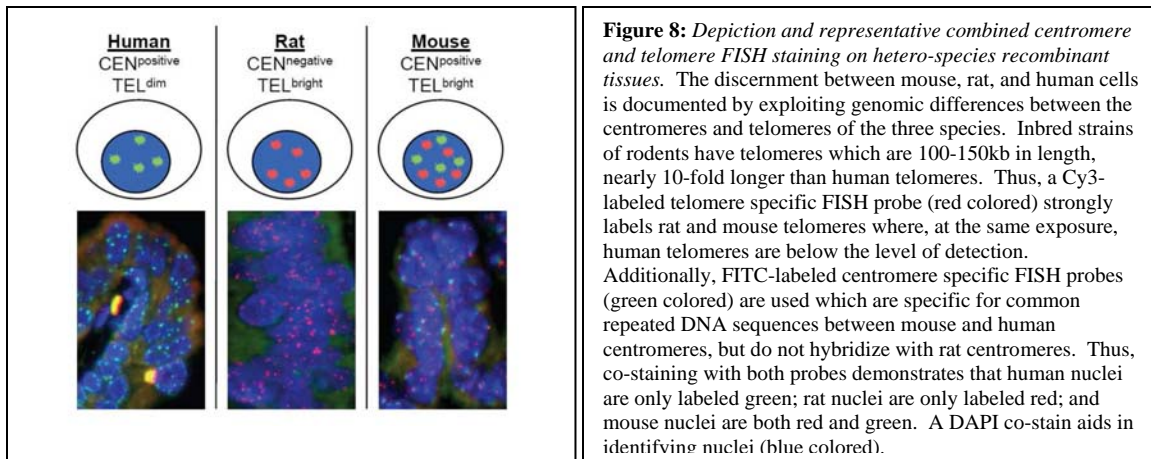 Human
CENpositive
TELdim
Rat
CENnegative
TELbright
Mouse
CENpositive
TELbright
Figure 8: Depiction and representative combined centromere
and telomere FISH staining on hetero-species recombinant
tissues. The discernment between mouse, rat, and human cells
is documented by exploiting genomic differences between the
centromeres and telomeres of the three species. Inbred strains
of rodents have telomeres which are 100-150kb in length,
nearly 10-fold longer than human telomeres. Thus, a Cy3-
labeled telomere specific FISH probe (red colored) strongly
labels rat and mouse telomeres where, at the same exposure,
human telomeres are below the level of detection.
Additionally, FITC-labeled centromere specific FISH probes
(green colored) are used which are specific for common
repeated DNA sequences between mouse and human
centromeres, but do not hybridize with rat centromeres. Thus,
co-staining with both probes demonstrates that human nuclei
are only labeled green; rat nuclei are only labeled red; and
mouse nuclei are both red and green. A DAPI co-stain aids in
identifying nuclei (blue colored).